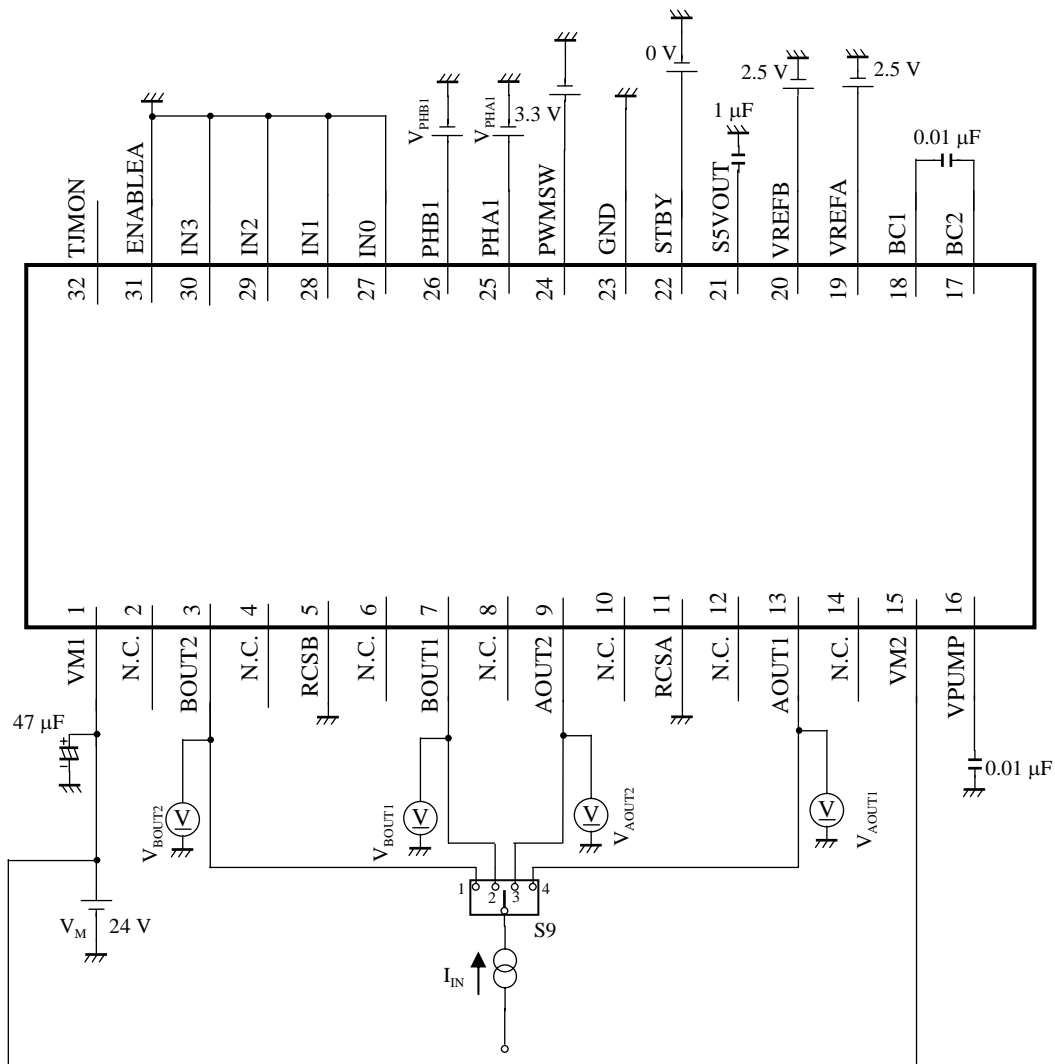 0 V
2.5 V
2.5 V
3.3 V
1 µF
0.01 µF
V_PHB1
V_PHA1
TJMON
ENABLEA
IN3
IN2
IN1
IN0
PHB1
PHA1
PWMSW
GND
STBY
S5VOUT
VREFB
VREFA
BC1
BC2
32
31
30
29
28
27
26
25
24
23
22
21
20
19
18
17
1
2
3
4
5
6
7
8
9
10
11
12
13
14
15
16
VM1
N.C.
BOUT2
N.C.
RCSB
N.C.
BOUT1
N.C.
AOUT2
N.C.
RCSA
N.C.
AOUT1
N.C.
VM2
VPUMP
47 µF
+
-
0.01 µF
V
V
V
V
V_BOUT2
V_BOUT1
V_AOUT2
V_AOUT1
1
2
3
4
S9
V_M
24 V
I_IN